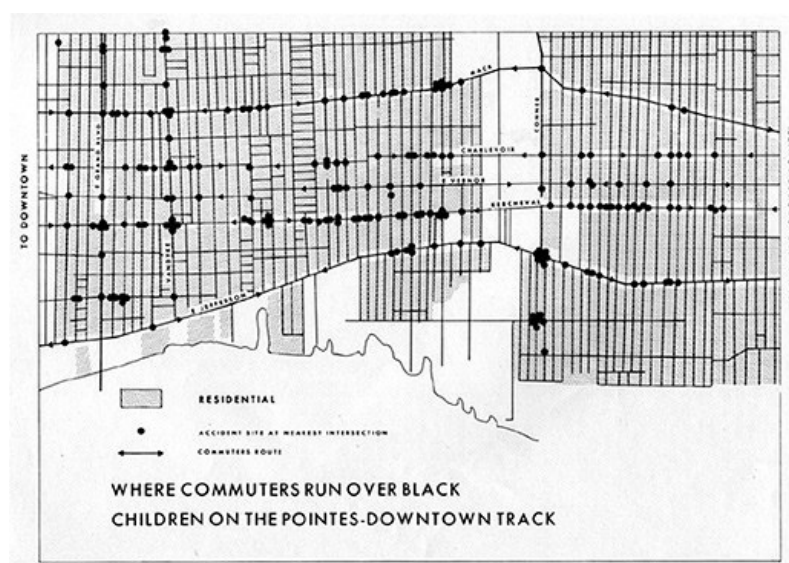 MACK
CONNER
CHARLEVOIX
E VERNOR
KERCHEVAL
TO DOWNTOWN
E GRAND BLVD
E JEFFERSON
RESIDENTIAL
ACCIDENT SITE AT NEAREST INTERSECTION
COMMUTERS ROUTE
WHERE COMMUTERS RUN OVER BLACK
CHILDREN ON THE POINTES-DOWNTOWN TRACK